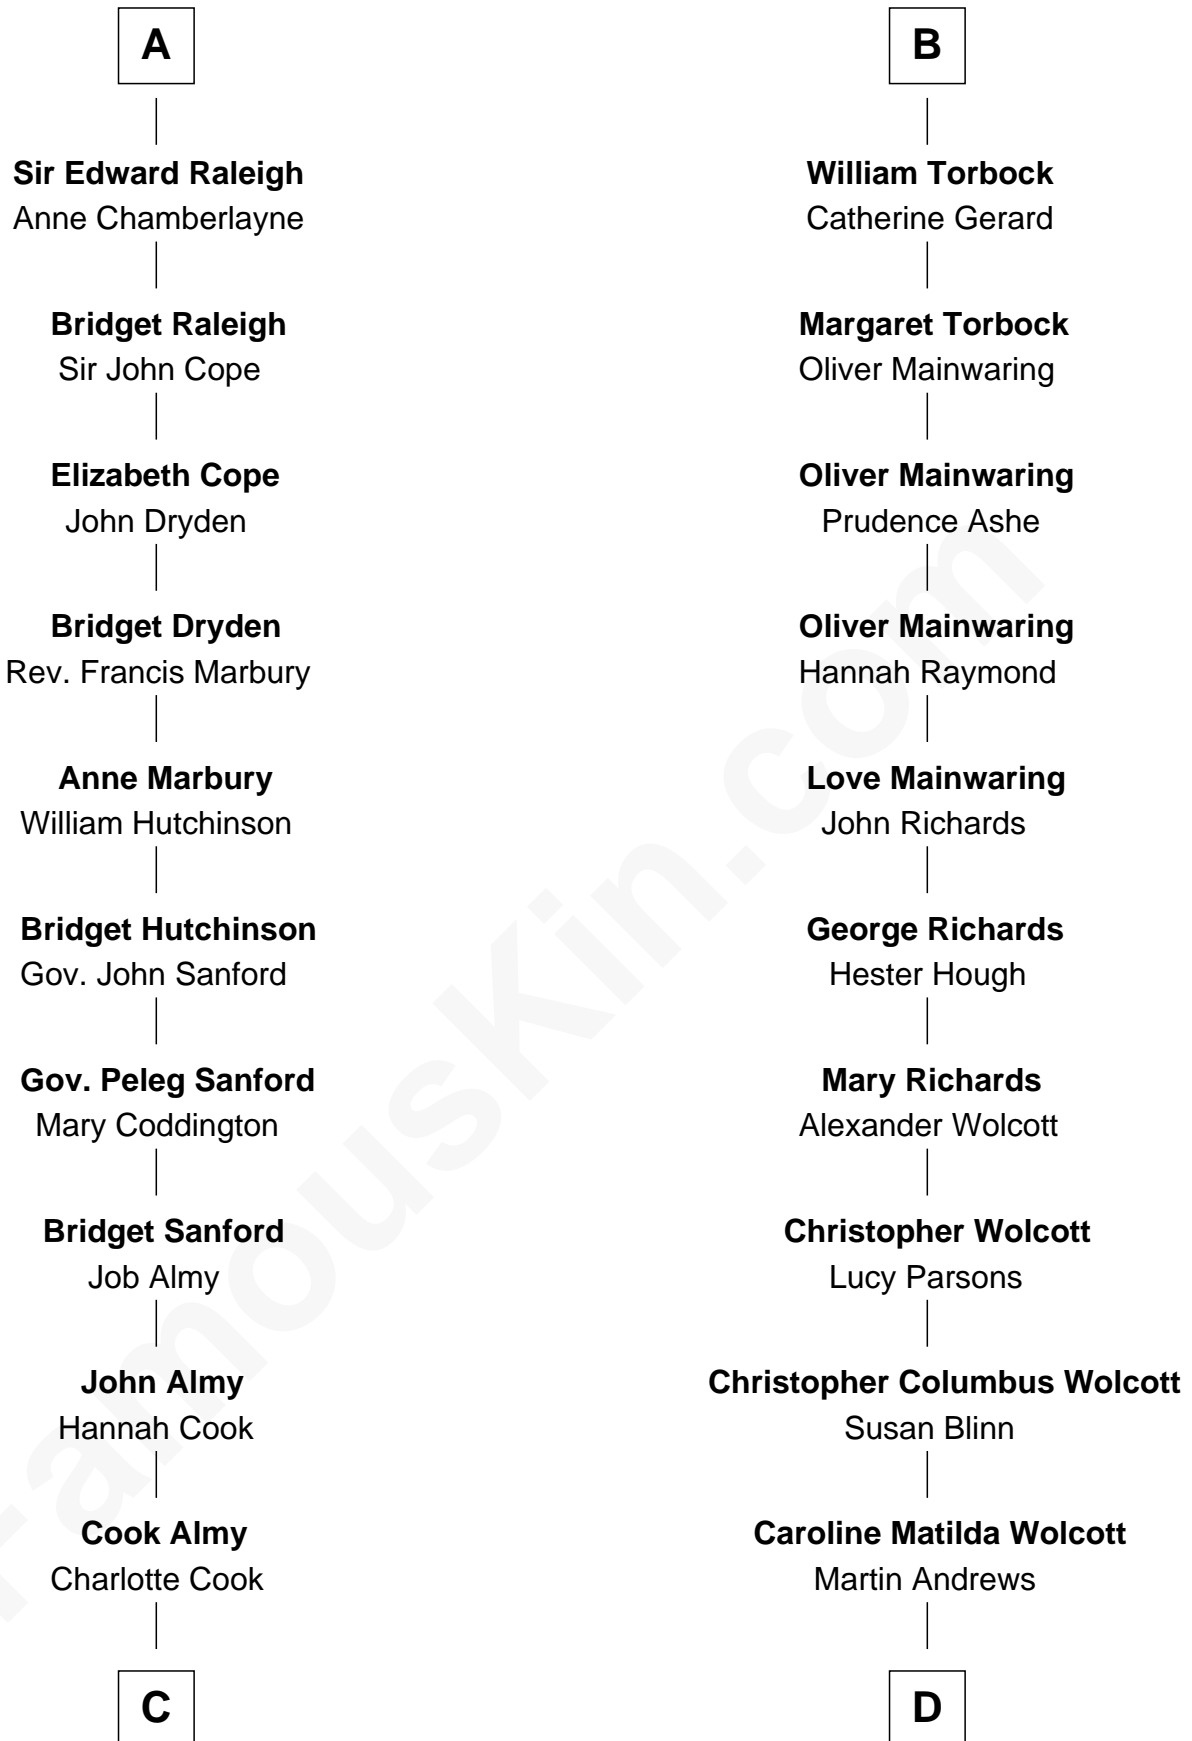 A
Sir Edward Raleigh
Anne Chamberlayne
Bridget Raleigh
Sir John Cope
Elizabeth Cope
John Dryden
Bridget Dryden
Rev. Francis Marbury
Anne Marbury
William Hutchinson
Bridget Hutchinson
Gov. John Sanford
Gov. Peleg Sanford
Mary Coddington
Bridget Sanford
Job Almy
John Almy
Hannah Cook
Cook Almy
Charlotte Cook
C
B
William Torbock
Catherine Gerard
Margaret Torbock
Oliver Mainwaring
Oliver Mainwaring
Prudence Ashe
Oliver Mainwaring
Hannah Raymond
Love Mainwaring
John Richards
George Richards
Hester Hough
Mary Richards
Alexander Wolcott
Christopher Wolcott
Lucy Parsons
Christopher Columbus Wolcott
Susan Blinn
Caroline Matilda Wolcott
Martin Andrews
D
FamousKin.com